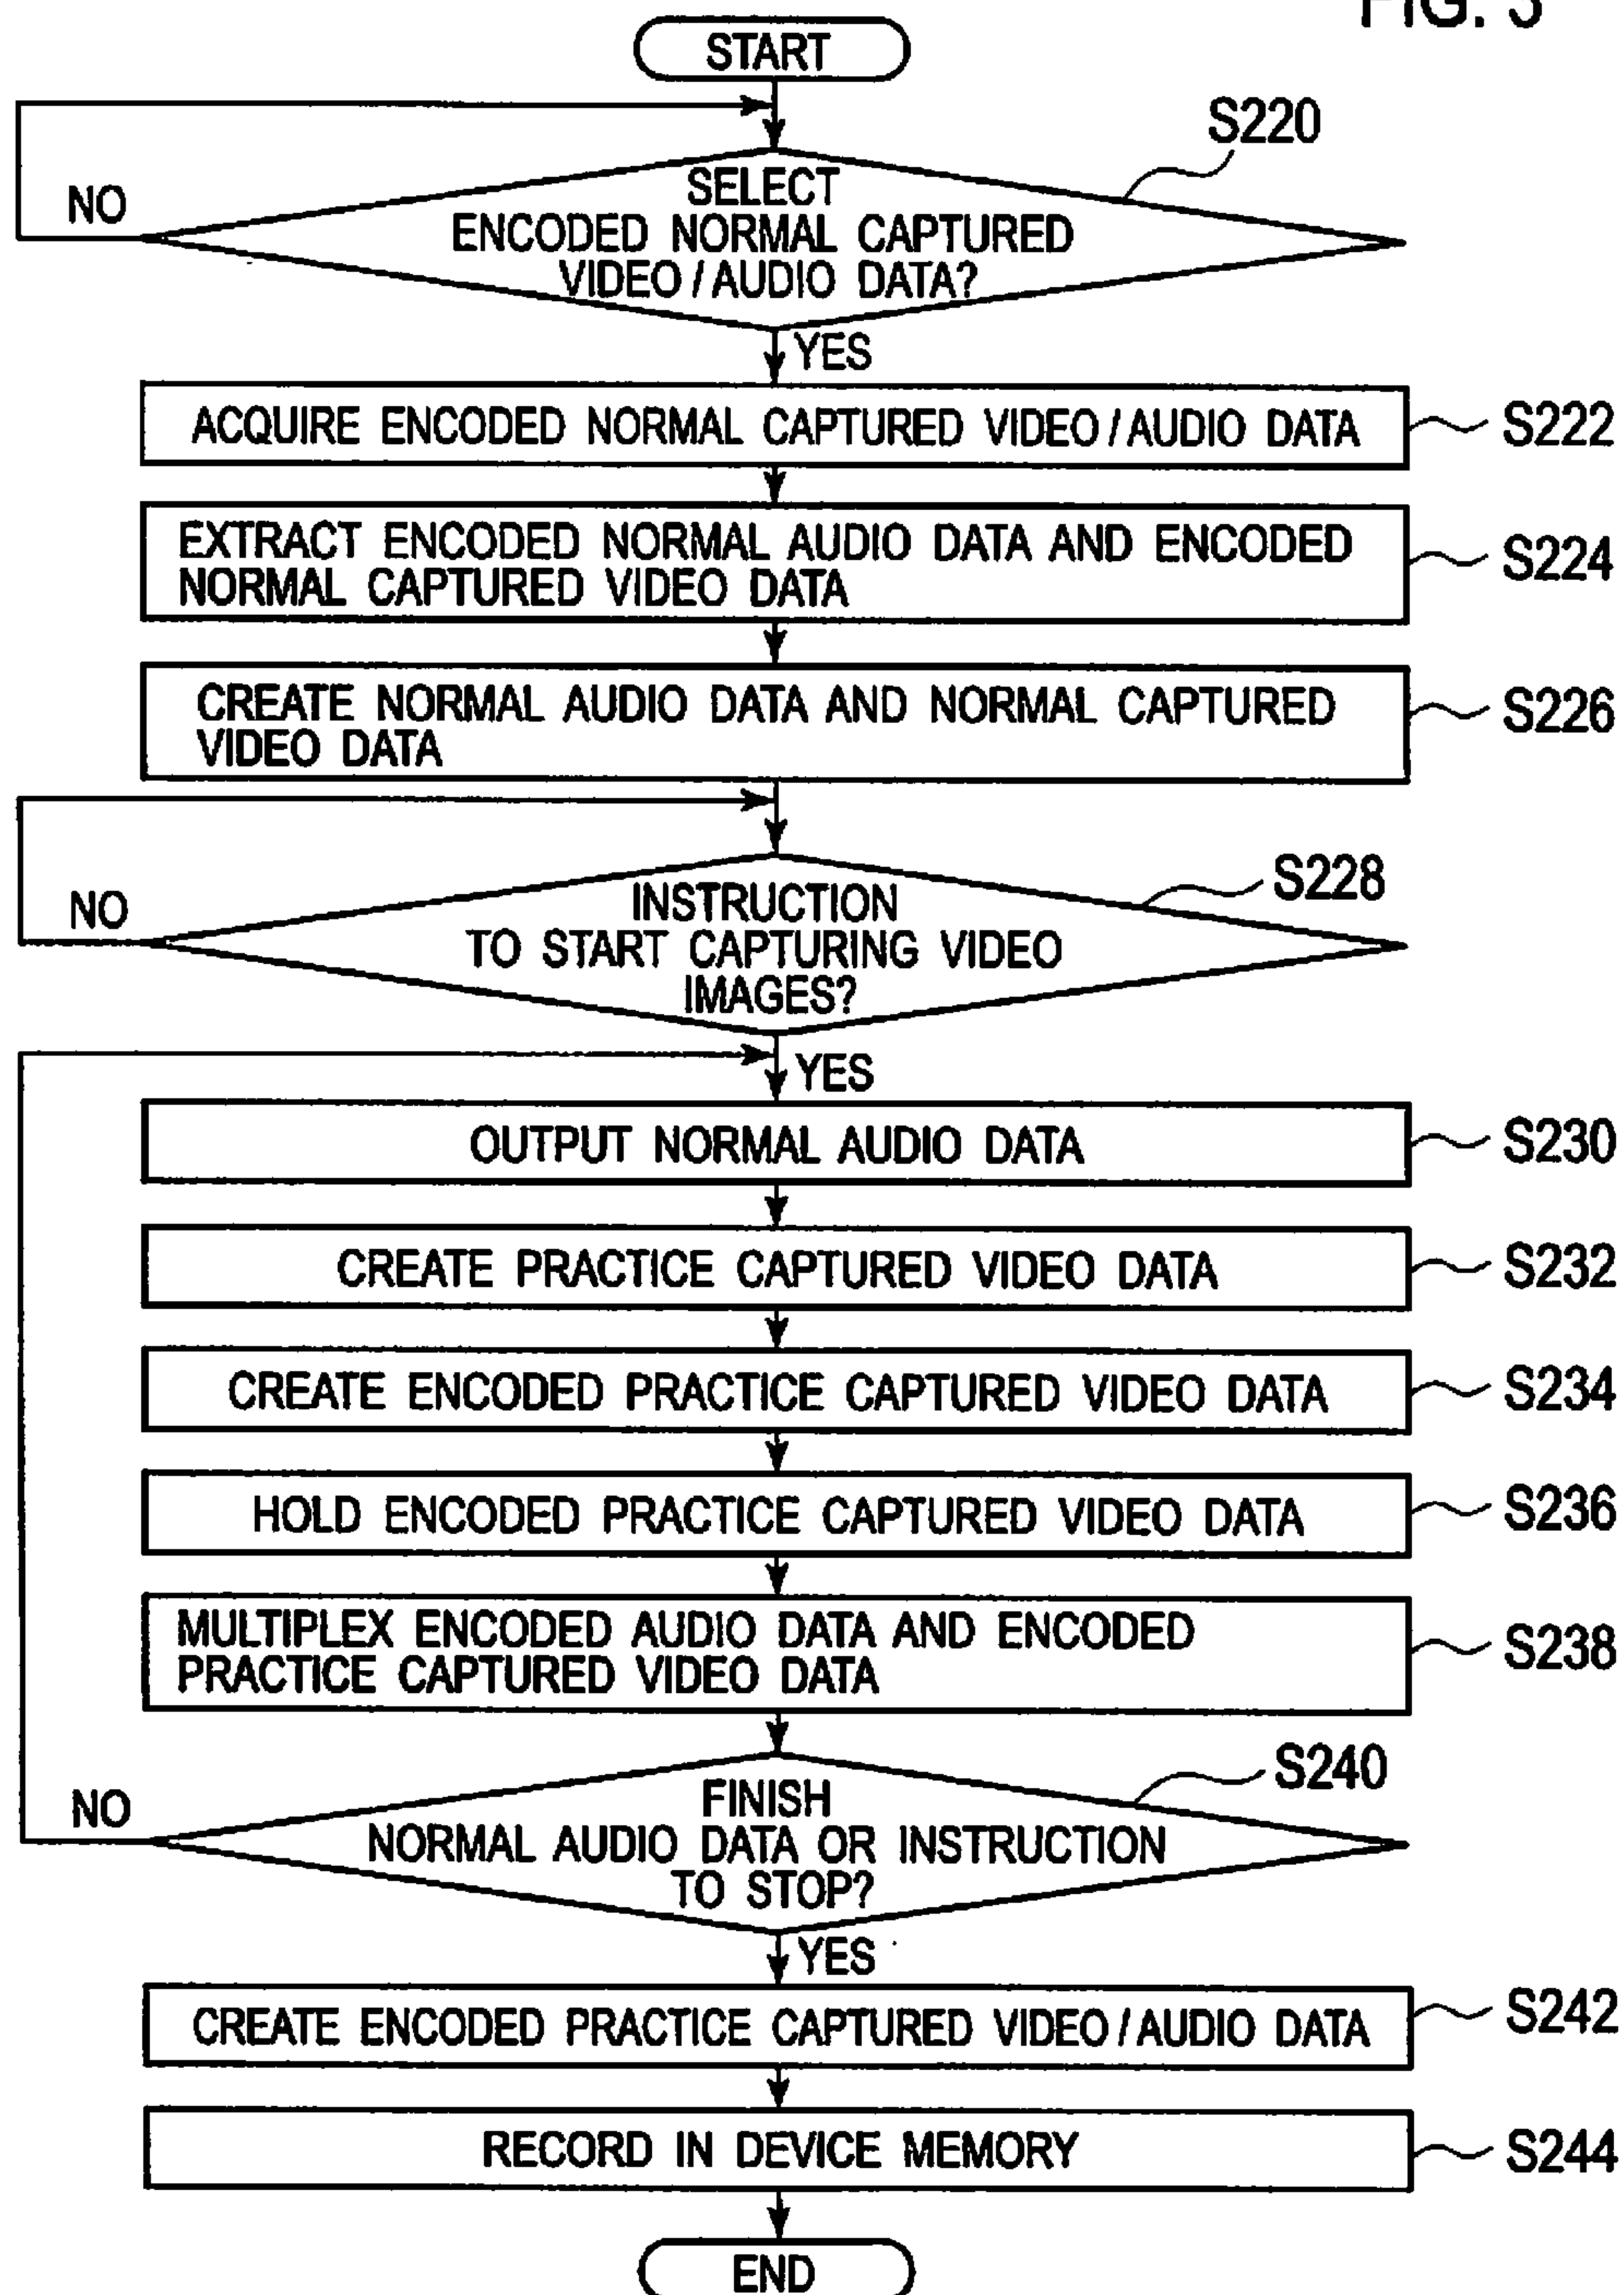 FIG. 3
START
S220
NO
SELECT
ENCODED NORMAL CAPTURED
VIDEO / AUDIO DATA?
YES
ACQUIRE ENCODED NORMAL CAPTURED VIDEO / AUDIO DATA
S222
EXTRACT ENCODED NORMAL AUDIO DATA AND ENCODED
NORMAL CAPTURED VIDEO DATA
S224
CREATE NORMAL AUDIO DATA AND NORMAL CAPTURED
VIDEO DATA
S226
S228
NO
INSTRUCTION
TO START CAPTURING VIDEO
IMAGES?
YES
OUTPUT NORMAL AUDIO DATA
S230
CREATE PRACTICE CAPTURED VIDEO DATA
S232
CREATE ENCODED PRACTICE CAPTURED VIDEO DATA
S234
HOLD ENCODED PRACTICE CAPTURED VIDEO DATA
S236
MULTIPLEX ENCODED AUDIO DATA AND ENCODED
PRACTICE CAPTURED VIDEO DATA
S238
S240
NO
FINISH
NORMAL AUDIO DATA OR INSTRUCTION
TO STOP?
YES
CREATE ENCODED PRACTICE CAPTURED VIDEO / AUDIO DATA
S242
RECORD IN DEVICE MEMORY
S244
END